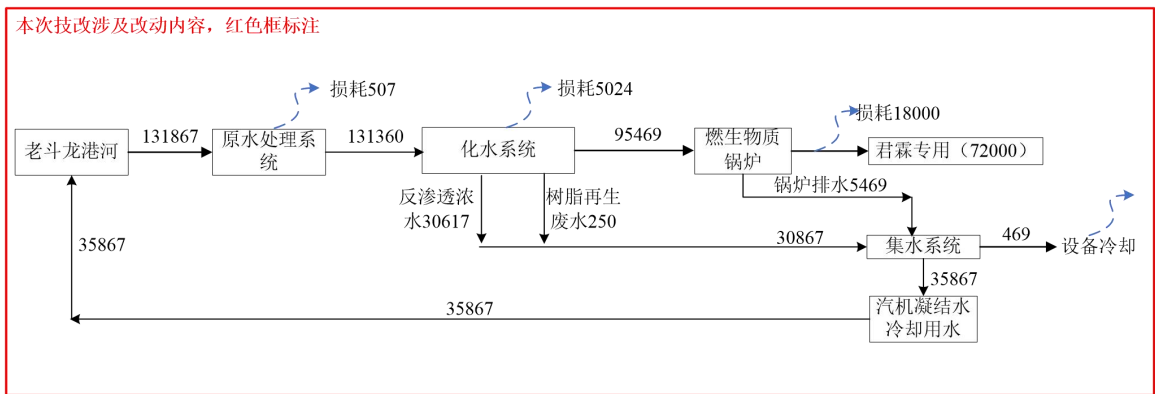 本次技改涉及改动内容，红色框标注
损耗507
损耗5024
损耗18000
老斗龙港河
131867
原水处理系
统
131360
化水系统
95469
燃生物质
锅炉
君霖专用（72000）
反渗透浓
水30617
树脂再生
废水250
锅炉排水5469
35867
30867
集水系统
469
设备冷却
35867
35867
汽机凝结水
冷却用水